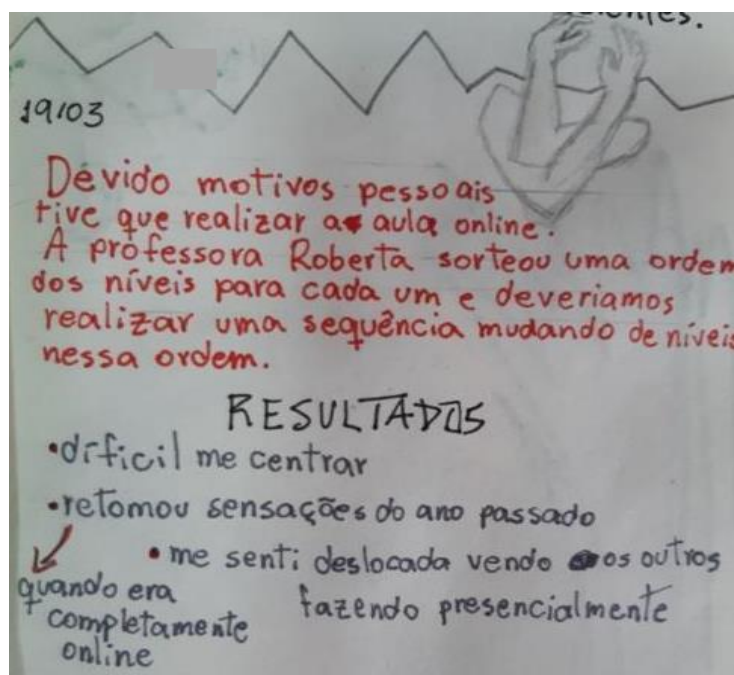 19/03
Devido motivos pessoais
tive que realizar a aula online.
A professora Roberta sorteou uma ordem
dos níveis para cada um e deveriamos
realizar uma sequência mudando de níveis
nessa ordem.
RESULTADOS
•difícil me centrar
•retomou sensações do ano passado
•me senti deslocada vendo os outros
fazendo presencialmente
quando era
completamente
online